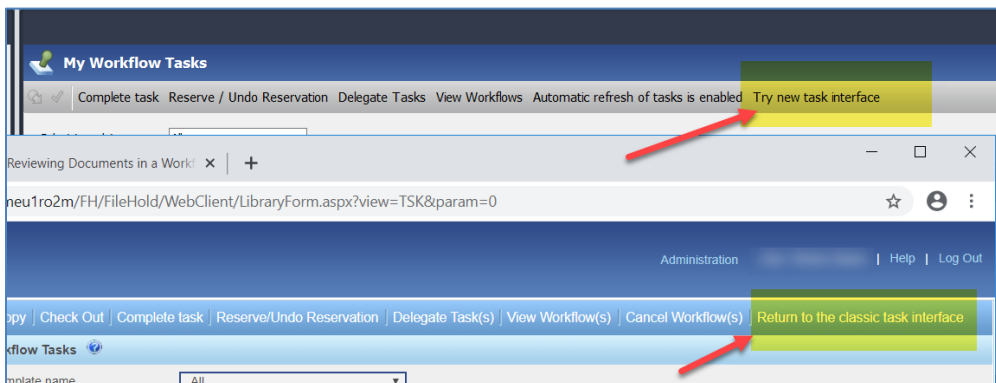 My Workflow Tasks
Complete task Reserve / Undo Reservation Delegate Tasks View Workflows Automatic refresh of tasks is enabled Try new task interface
Reviewing Documents in a Workf
neu1ro2m/FH/FileHold/WebClient/LibraryForm.aspx?view=TSK&param=0
Administration | Help | Log Out
opy | Check Out | Complete task | Reserve/Undo Reservation | Delegate Task(s) | View Workflow(s) | Cancel Workflow(s) | Return to the classic task interface
kflow Tasks
mplate name All